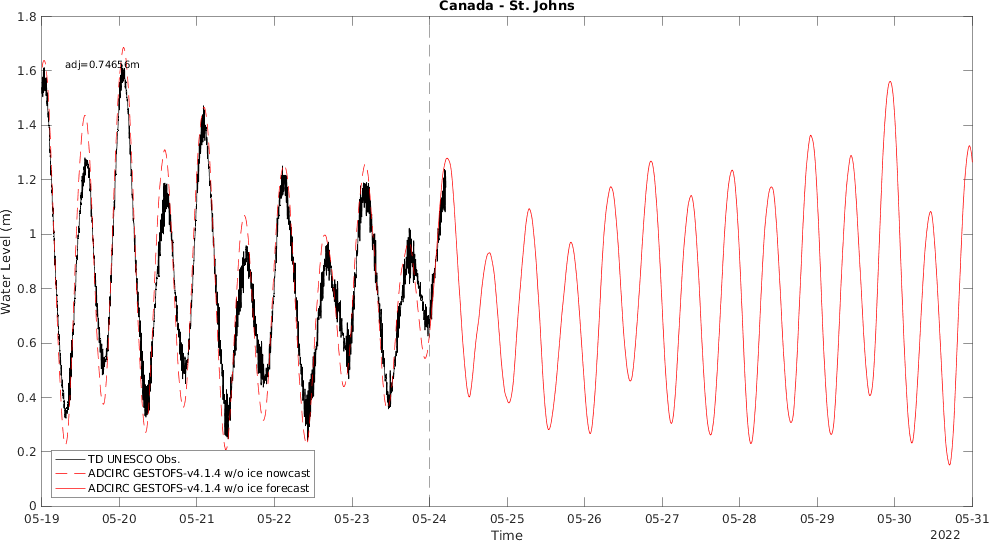 Canada - St. Johns
adj=0.74656m
Water Level (m)
1.8
1.6
1.4
1.2
1
0.8
0.6
0.4
0.2
0
TD UNESCO Obs.
ADCIRC GESTOFS-v4.1.4 w/o ice nowcast
ADCIRC GESTOFS-v4.1.4 w/o ice forecast
05-19 05-20 05-21 05-22 05-23 05-24 05-25 05-26 05-27 05-28 05-29 05-30 05-31
Time
2022